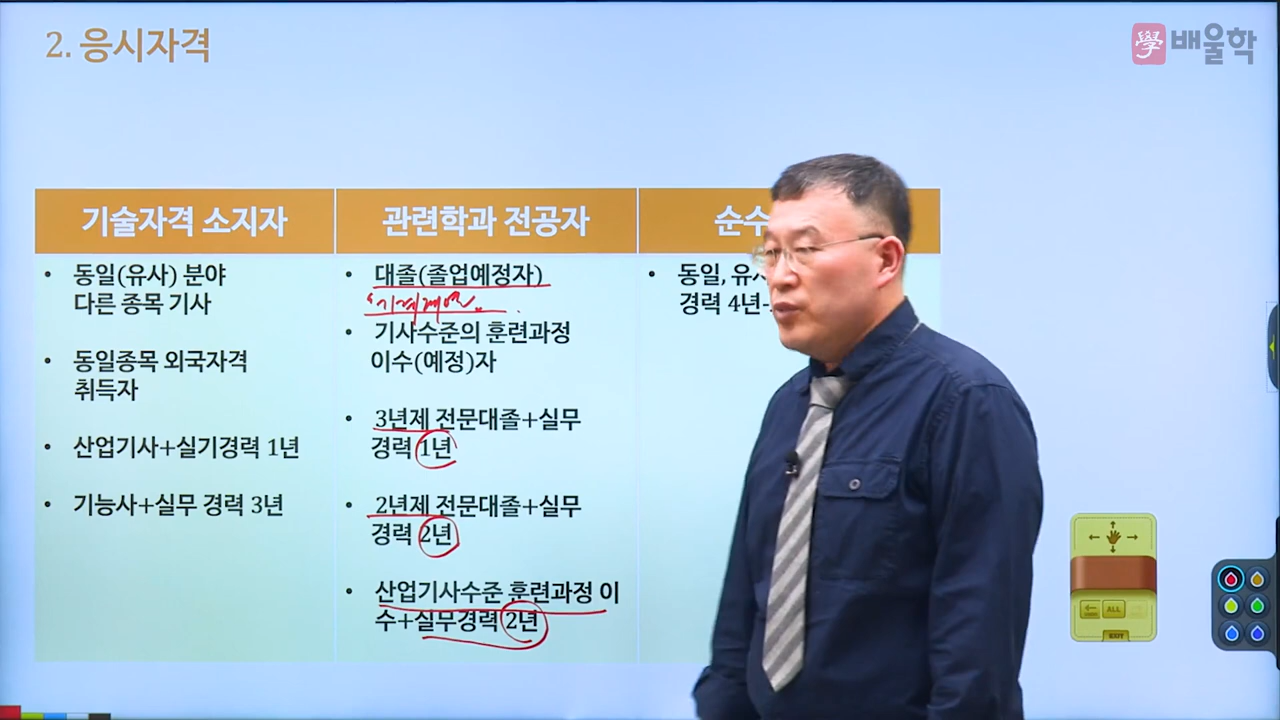 2. 응시자격
學 배울학
기술자격 소지자
• 동일(유사) 분야
다른 종목 기사
• 동일종목 외국자격
취득자
• 산업기사+실기경력 1년
• 기능사+실무 경력 3년
관련학과 전공자
• 대졸(졸업예정자)
• 기사수준의 훈련과정
이수(예정)자
• 3년제 전문대졸+실무
경력 1년
• 2년제 전문대졸+실무
경력 2년
• 산업기사수준 훈련과정 이
수+실무경력 2년
순수
• 동일, 유사
경력 4년
ALL
EXIT